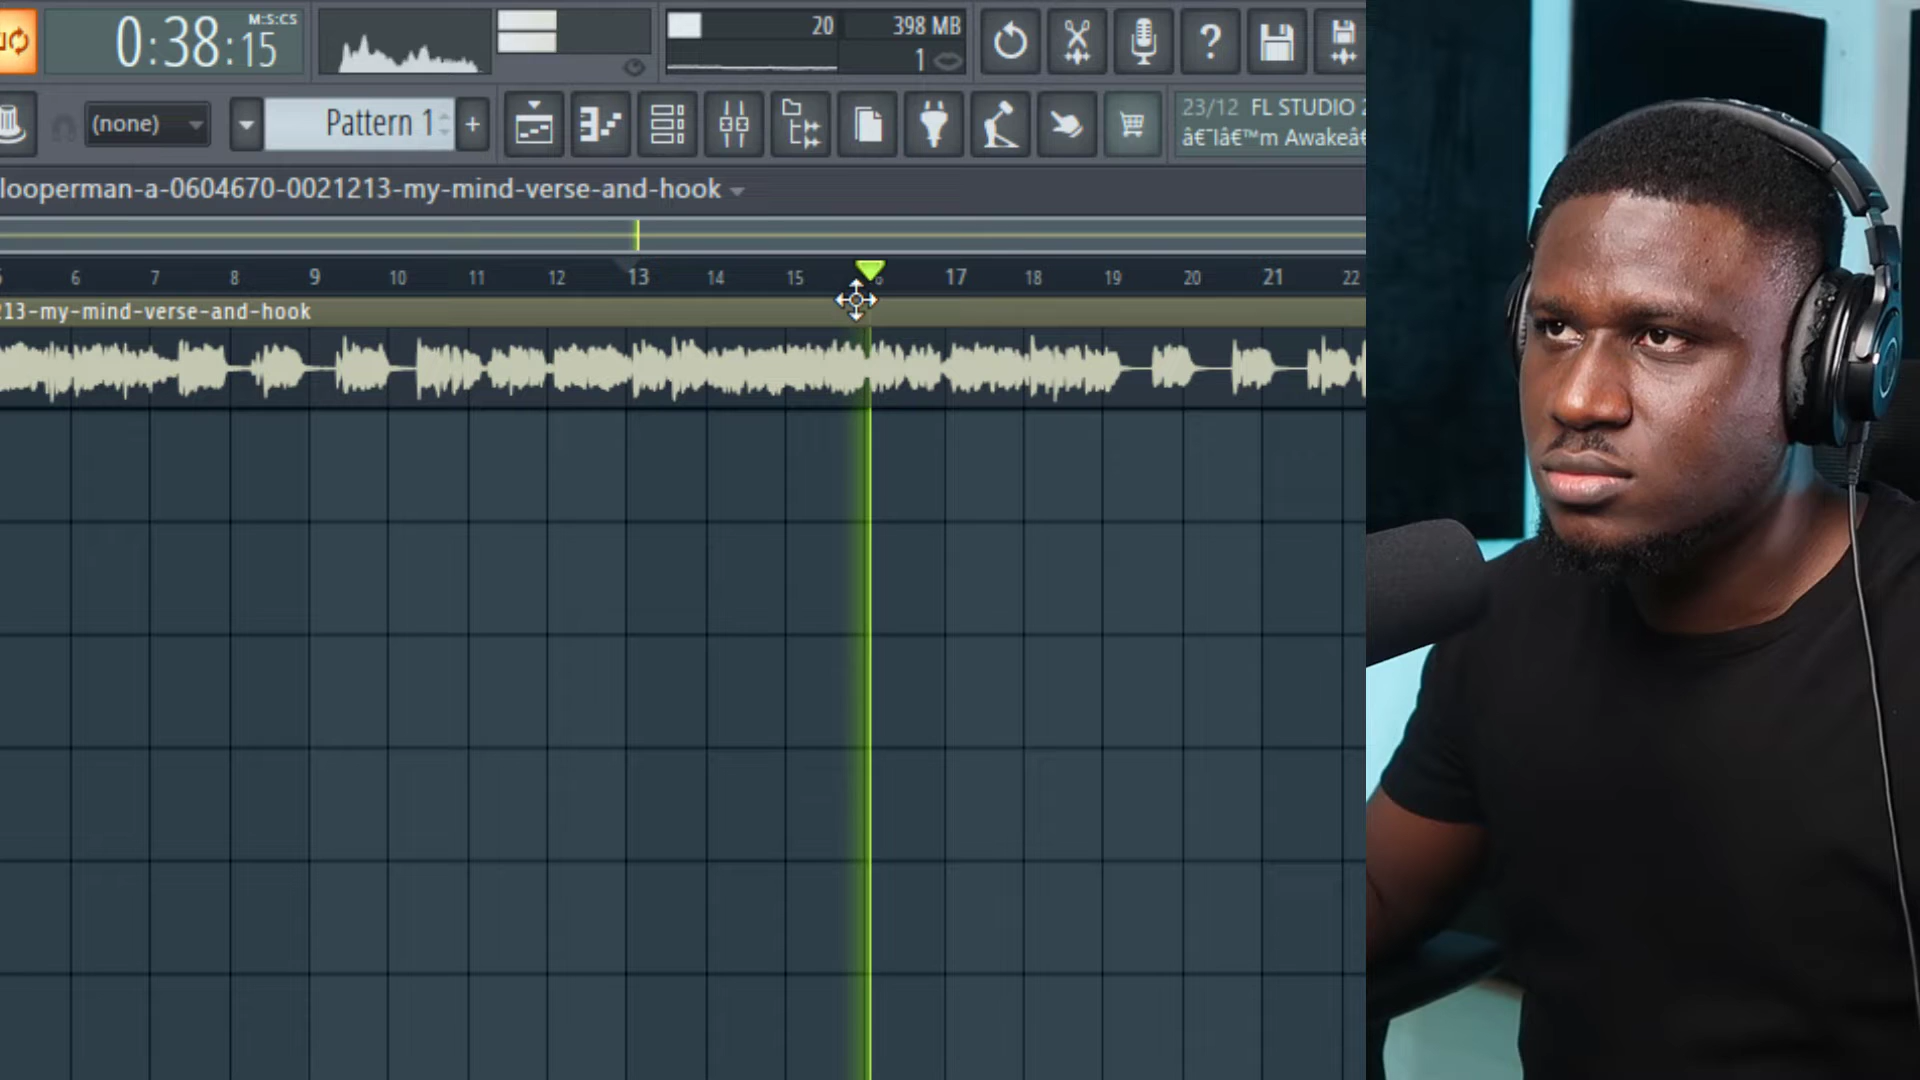 M:S:CS
0:38:15
20
398 MB
1
(none)
Pattern 1
+
?
23/12 FL STUDIO
â€˜Iâ€™m Awakeâ€
looperman-a-0604670-0021213-my-mind-verse-and-hook
6 7 8 9 10 11 12 13 14 15 17 18 19 20 21 22
213-my-mind-verse-and-hook